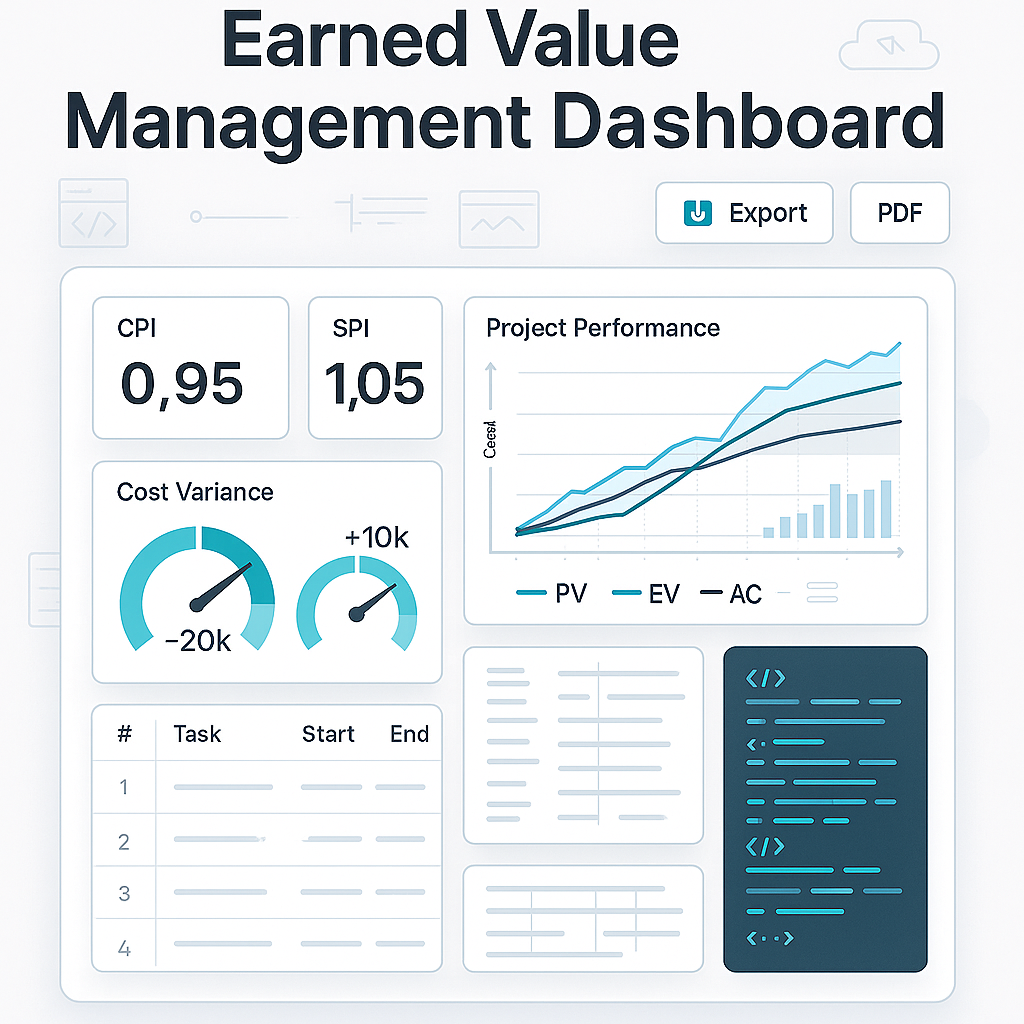 Earned Value
Management Dashboard
Export
PDF
CPI
0,95
SPI
1,05
Project Performance
PV
EV
AC
Cost Variance
-20k
+10k
# Task Start End
1
2
3
4